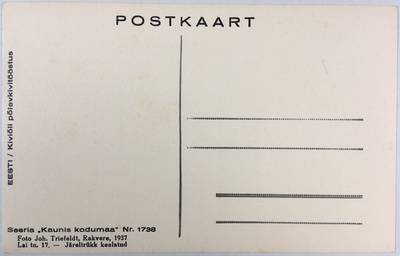 POSTKAART
EESTI / Kiviõli põlevkivitööstus
Seeria „Kaunis kodumaa" Nr. 1738
Foto Joh. Triefeldt, Rakvere, 1937
Lai tn. 17. — Järeltrükk keelatud